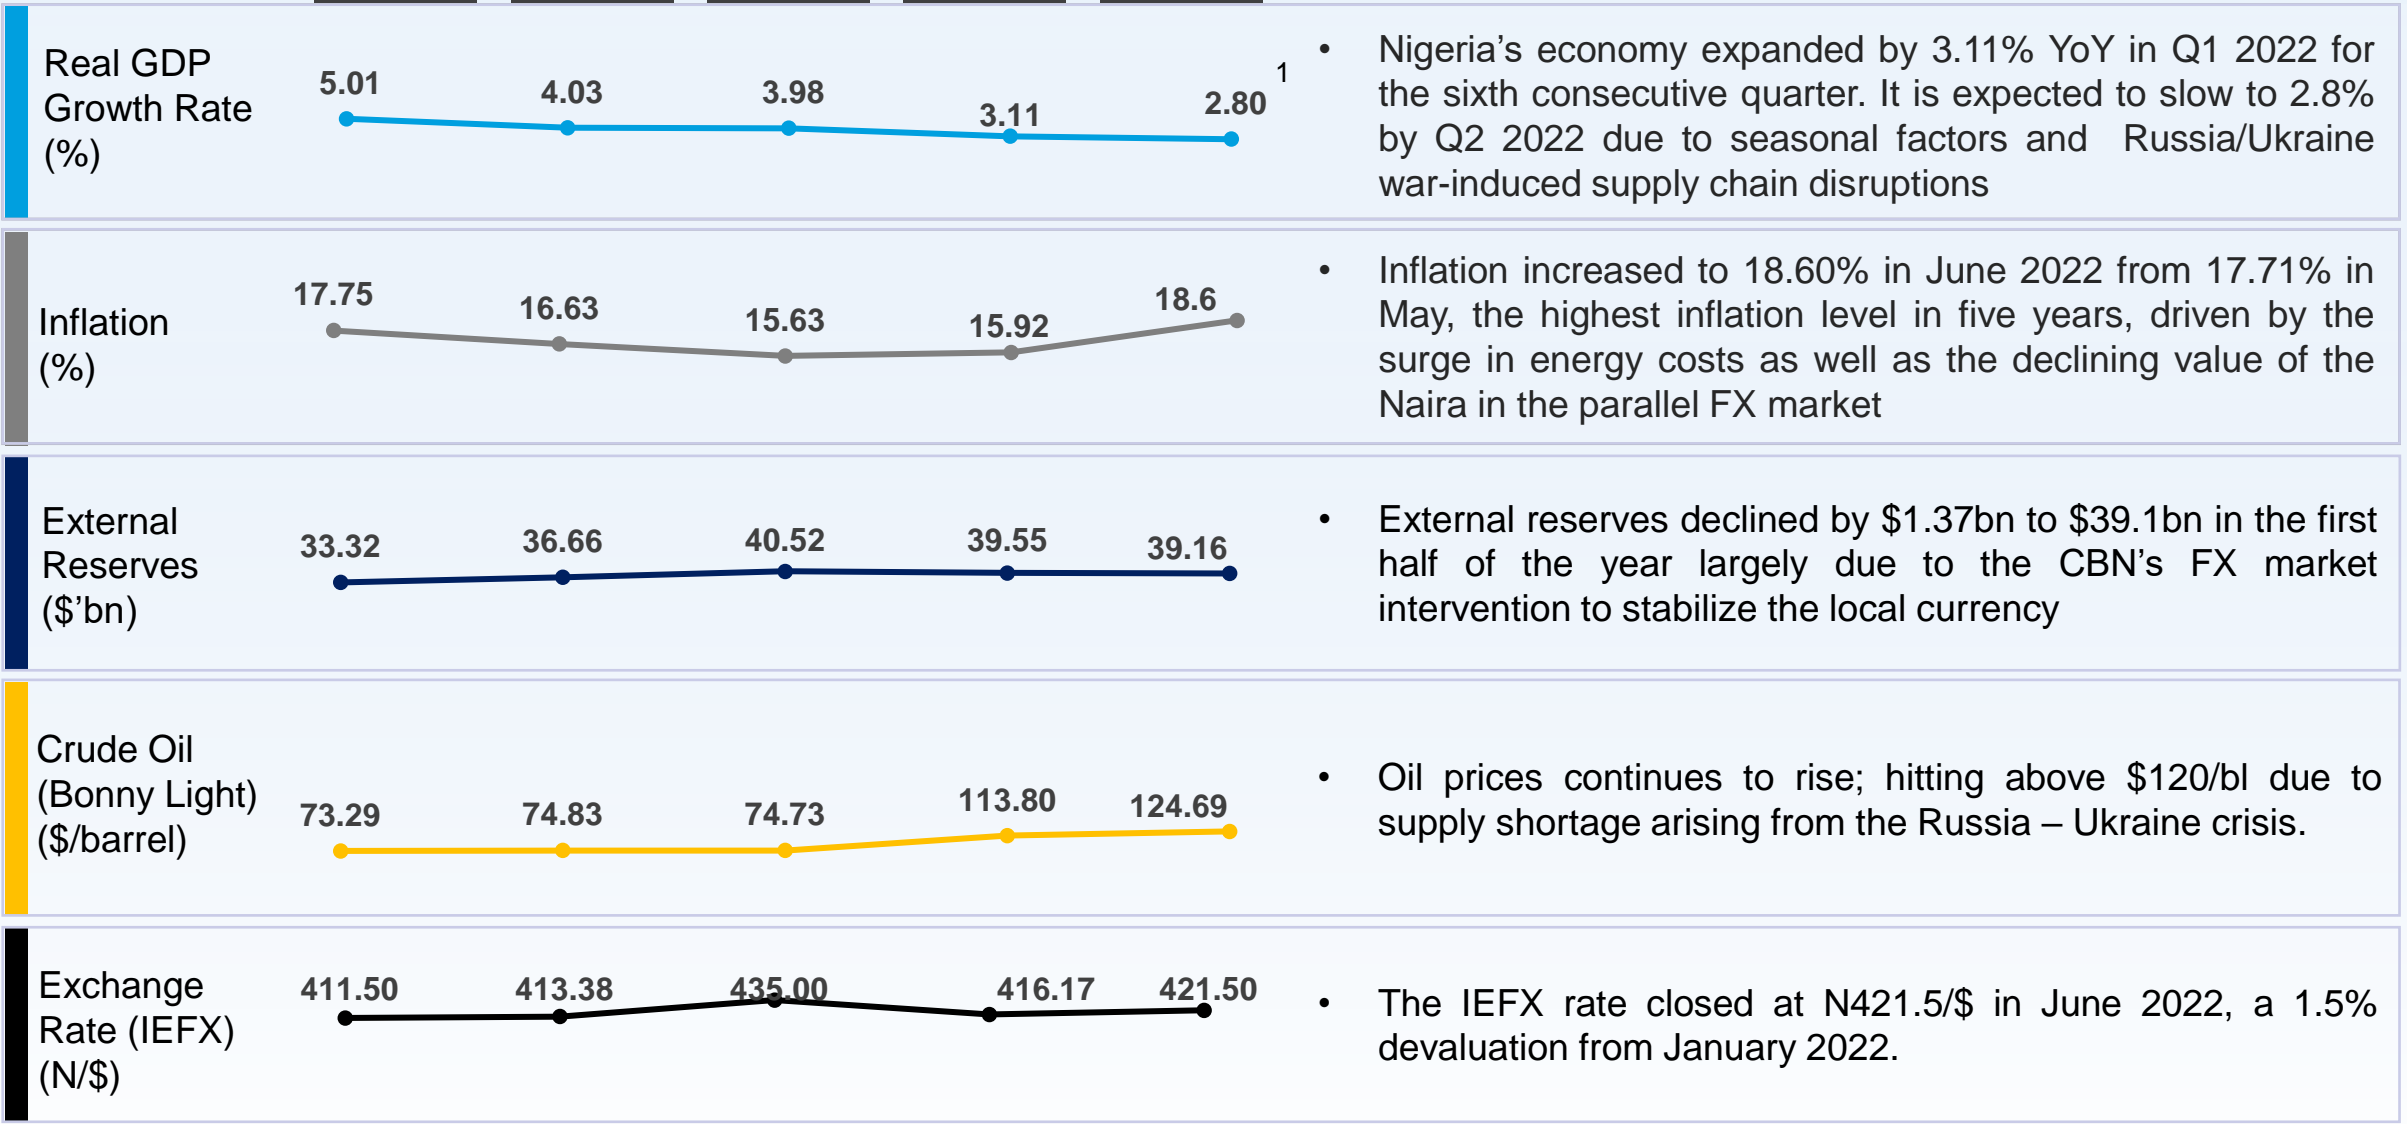 Real GDP
Growth Rate
(%)
5.01
4.03
3.98
3.11
2.80
1
• Nigeria’s economy expanded by 3.11% YoY in Q1 2022 for
the sixth consecutive quarter. It is expected to slow to 2.8%
by Q2 2022 due to seasonal factors and Russia/Ukraine
war-induced supply chain disruptions
Inflation
(%)
17.75
16.63
15.63
15.92
18.6
• Inflation increased to 18.60% in June 2022 from 17.71% in
May, the highest inflation level in five years, driven by the
surge in energy costs as well as the declining value of the
Naira in the parallel FX market
External
Reserves
($’bn)
33.32
36.66
40.52
39.55
39.16
• External reserves declined by $1.37bn to $39.1bn in the first
half of the year largely due to the CBN’s FX market
intervention to stabilize the local currency
Crude Oil
(Bonny Light)
($/barrel)
73.29
74.83
74.73
113.80
124.69
• Oil prices continues to rise; hitting above $120/bl due to
supply shortage arising from the Russia – Ukraine crisis.
Exchange
Rate (IEFX)
(N/$)
411.50
413.38
435.00
416.17
421.50
• The IEFX rate closed at N421.5/$ in June 2022, a 1.5%
devaluation from January 2022.